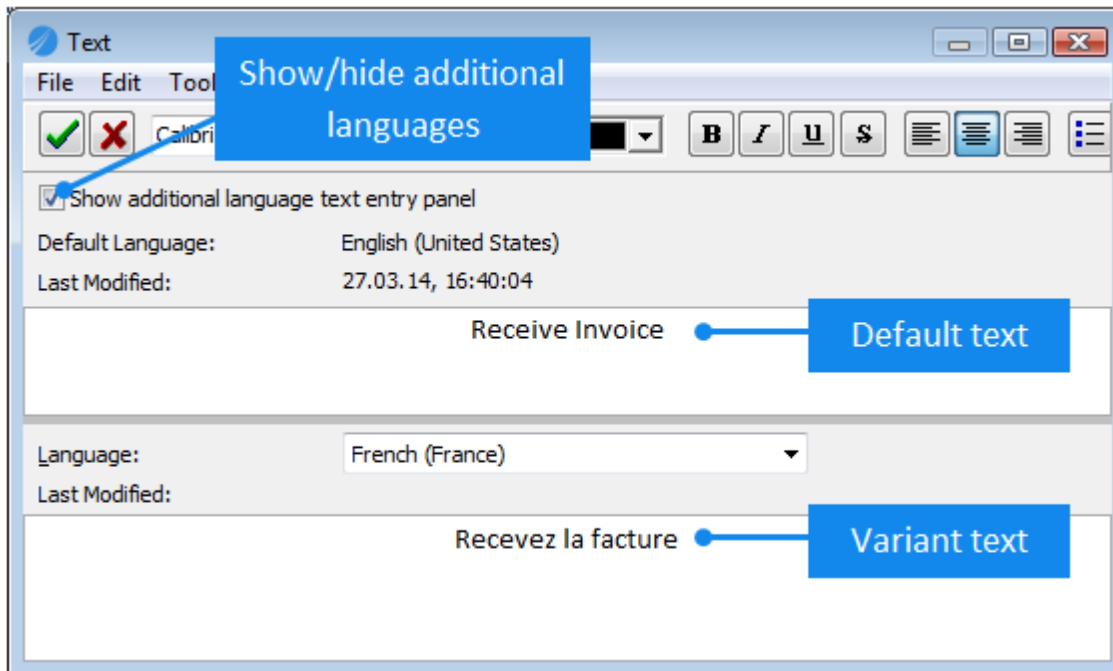 Text
File Edit Tool
Show/hide additional
languages
Calibri
B I U S
Show additional language text entry panel
Default Language: English (United States)
Last Modified: 27.03.14, 16:40:04
Receive Invoice
Default text
Language: French (France)
Last Modified:
Recevez la facture
Variant text